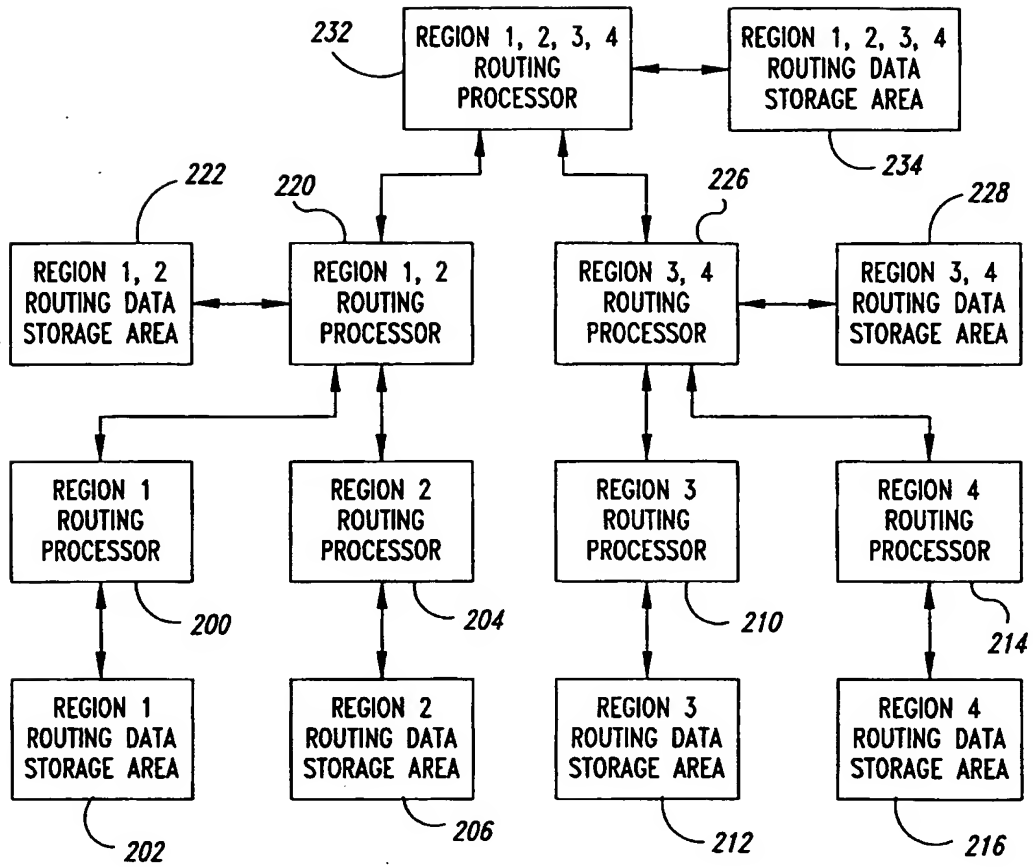 232
REGION 1, 2, 3, 4
ROUTING
PROCESSOR
REGION 1, 2, 3, 4
ROUTING DATA
STORAGE AREA
234
222
220
226
228
REGION 1, 2
ROUTING DATA
STORAGE AREA
REGION 1, 2
ROUTING
PROCESSOR
REGION 3, 4
ROUTING
PROCESSOR
REGION 3, 4
ROUTING DATA
STORAGE AREA
REGION 1
ROUTING
PROCESSOR
200
REGION 2
ROUTING
PROCESSOR
204
REGION 3
ROUTING
PROCESSOR
210
REGION 4
ROUTING
PROCESSOR
214
REGION 1
ROUTING DATA
STORAGE AREA
202
REGION 2
ROUTING DATA
STORAGE AREA
206
REGION 3
ROUTING DATA
STORAGE AREA
212
REGION 4
ROUTING DATA
STORAGE AREA
216